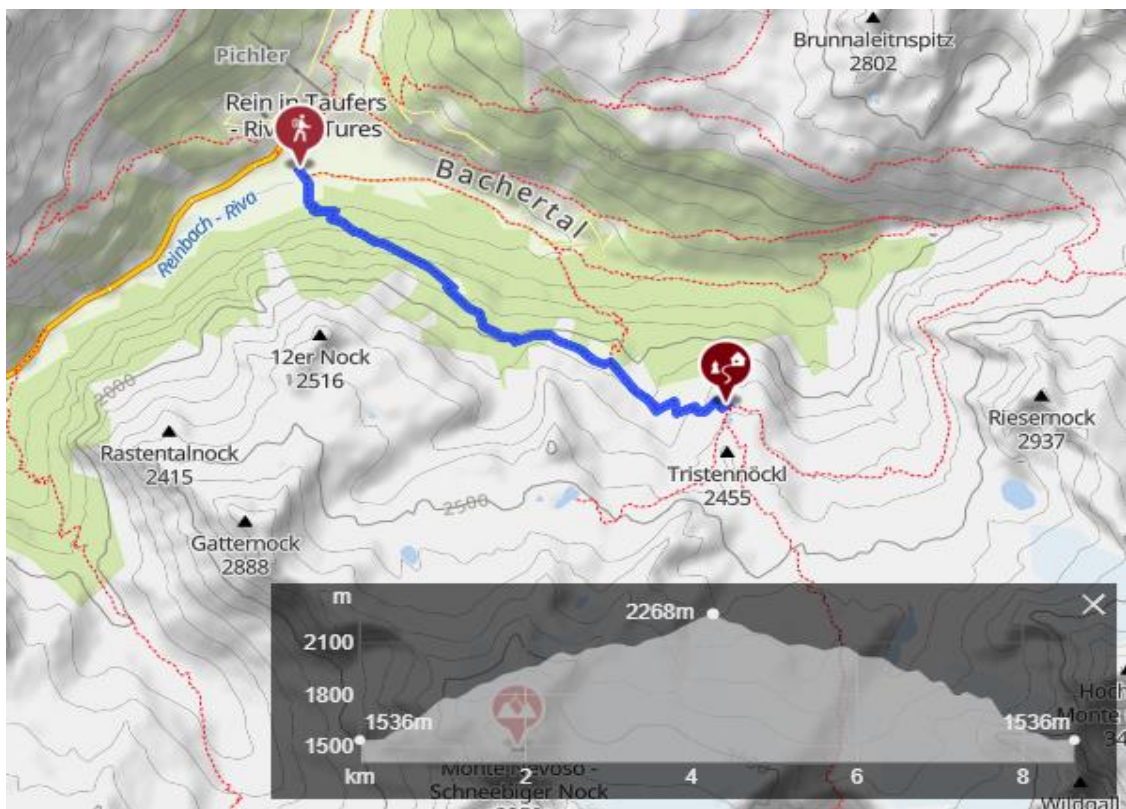 Pichler
Brunnaleitnspitz
2802
Rein in Taufers
Tures
Bachertal
Reinbach - Riva
12er Nock
2516
2000
Rastentalnock
2415
Riesernock
2937
Tristennöckl
2455
2500
Gatternock
2888
m
2268m
2100
1800
1536m
1536m
1500
km
2
4
6
8
Monte Nevoso -
Schneebiger Nock
Monte
Wildgall